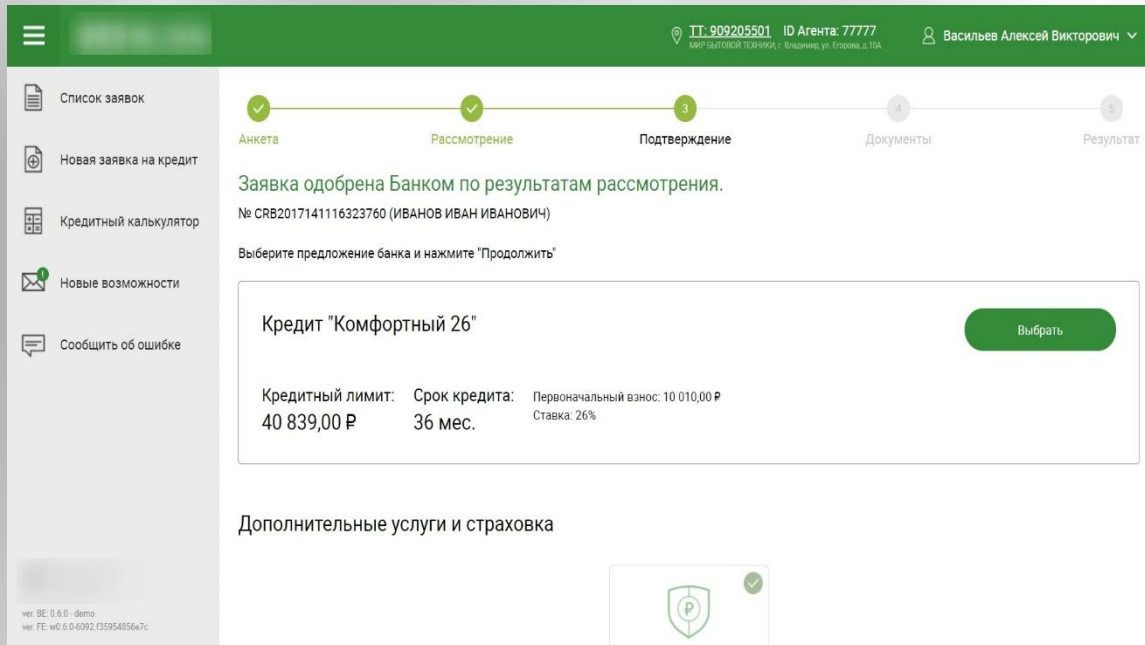 ТТ: 909205501 ID Агента: 77777
МИР БЫТОВОЙ ТЕХНИКИ, г. Владимир, ул. Егорова, д.10А
Васильев Алексей Викторович
Список заявок
Новая заявка на кредит
Кредитный калькулятор
Новые возможности
Сообщить об ошибке
3
4
5
Анкета
Рассмотрение
Подтверждение
Документы
Результат
Заявка одобрена Банком по результатам рассмотрения.
№ CRB2017141116323760 (ИВАНОВ ИВАН ИВАНОВИЧ)
Выберите предложение банка и нажмите "Продолжить"
Кредит "Комфортный 26"
Выбрать
Кредитный лимит:
40 839,00 ₽
Срок кредита:
36 мес.
Первоначальный взнос: 10 010,00 ₽
Ставка: 26%
Дополнительные услуги и страховка
₽
ver. BE: 0.6.0 - demo
ver. FE: w0.6.0-6092.f35954856e7c